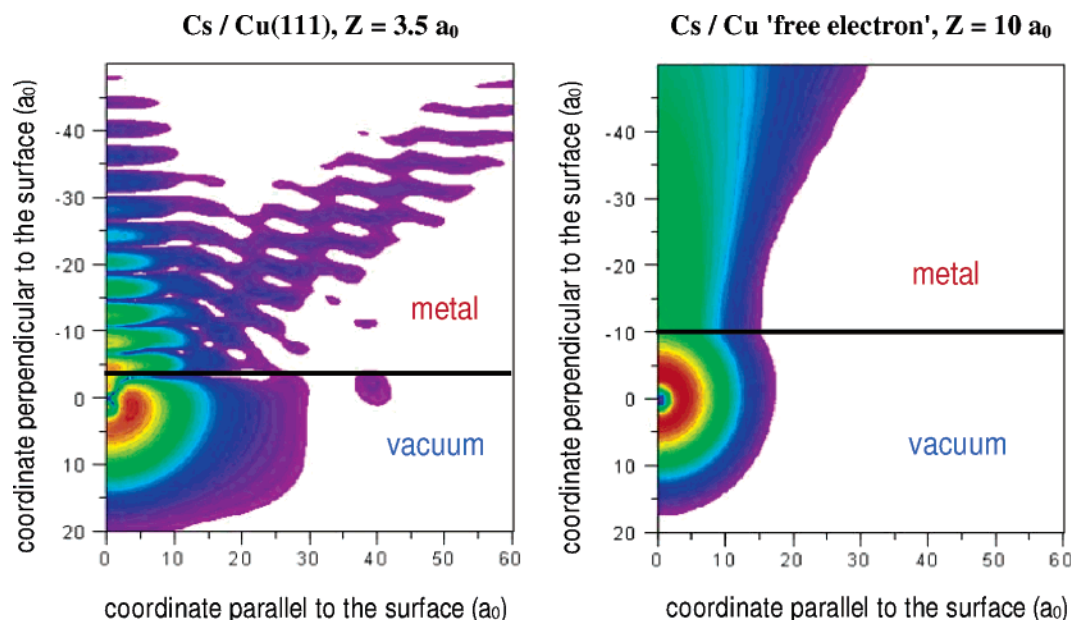 Cs / Cu(111), Z = 3.5 a₀
Cs / Cu 'free electron', Z = 10 a₀
coordinate perpendicular to the surface (a₀)
-40
-30
-20
-10
0
10
20
metal
vacuum
0
10
20
30
40
50
60
coordinate parallel to the surface (a₀)
coordinate perpendicular to the surface (a₀)
-40
-30
-20
-10
0
10
20
metal
vacuum
0
10
20
30
40
50
60
coordinate parallel to the surface (a₀)